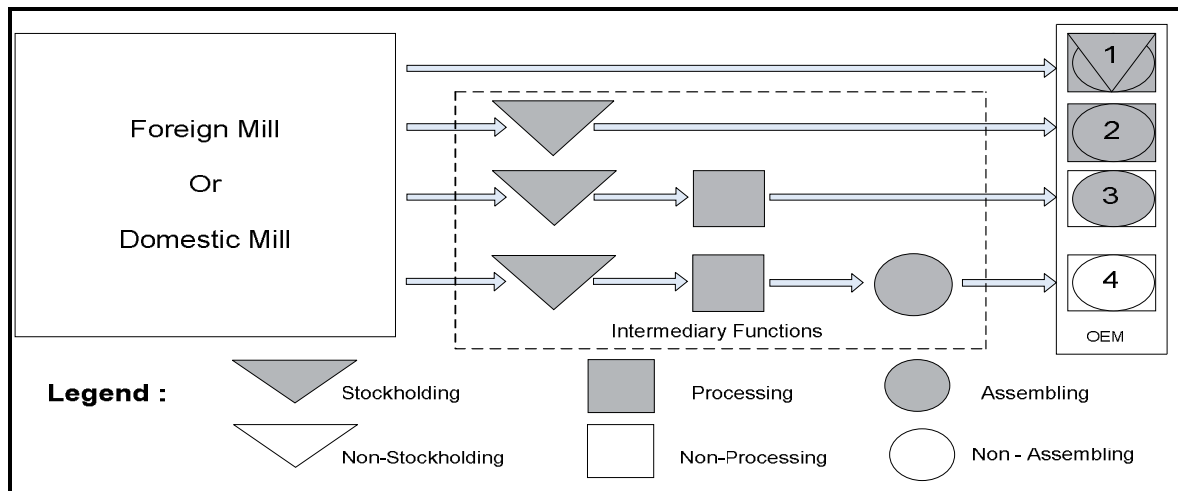 Foreign Mill
Or
Domestic Mill
1
2
3
4
OEM
Intermediary Functions
Legend :
Stockholding
Processing
Assembling
Non-Stockholding
Non-Processing
Non - Assembling